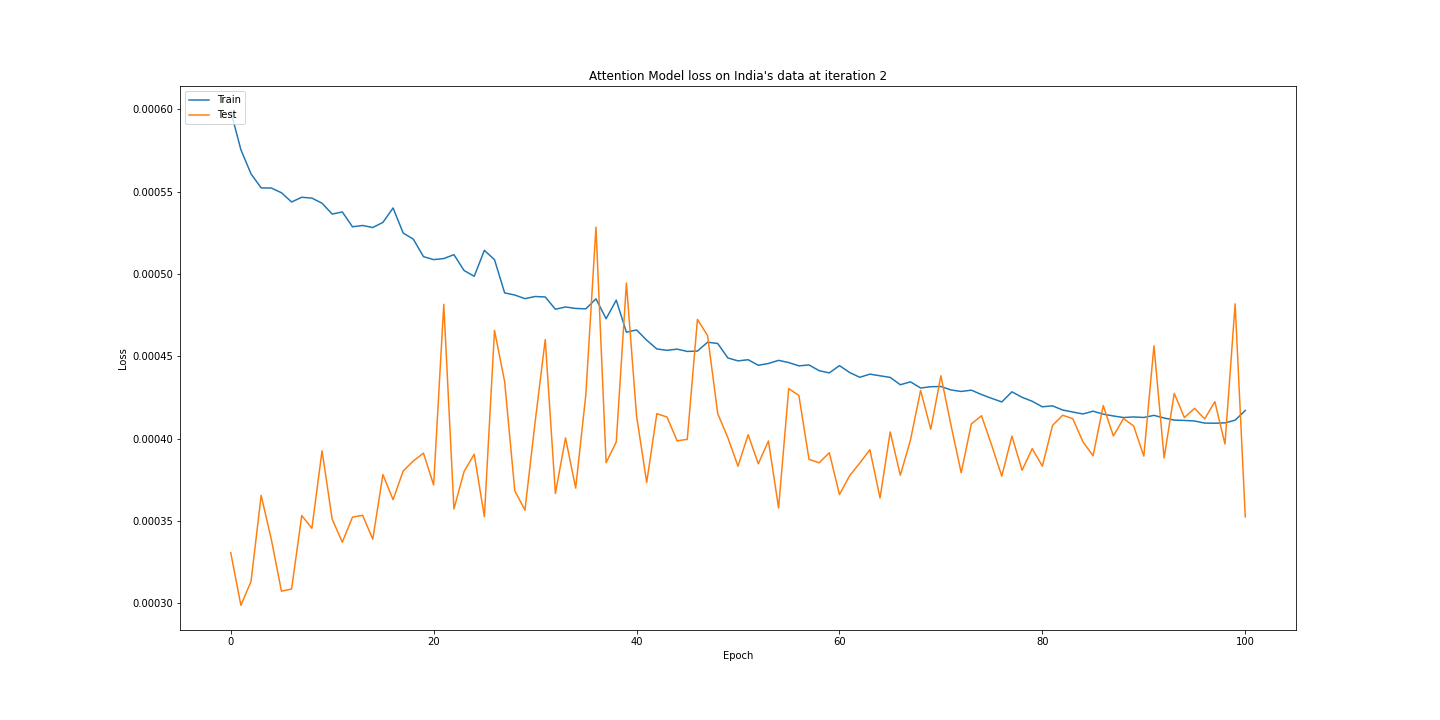 Attention Model loss on India's data at iteration 2
Train
Test
0.00060
0.00055
0.00050
0.00045
0.00040
0.00035
0.00030
Loss
0 20 40 60 80 100
Epoch